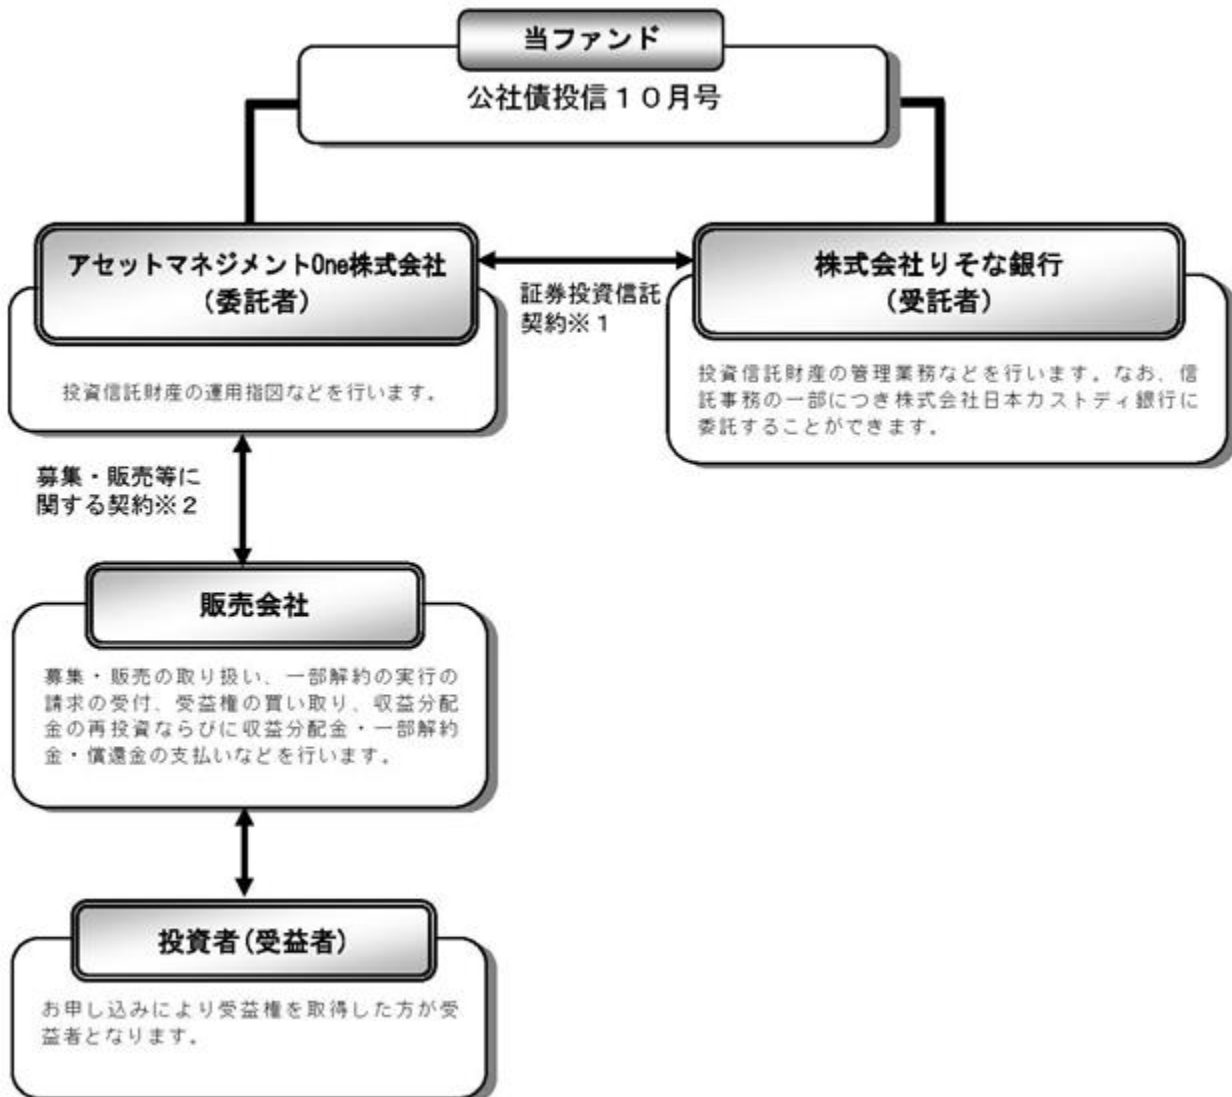 当ファンド
公社債投信１０月号
アセットマネジメントOne株式会社
(委託者)
投資信託財産の運用指図などを行います。
証券投資信託
契約※１
株式会社りそな銀行
(受託者)
投資信託財産の管理業務などを行います。なお、信
託事務の一部につき株式会社日本カストディ銀行に
委託することができます。
募集・販売等に
関する契約※２
販売会社
募集・販売の取り扱い、一部解約の実行の
請求の受付、受益権の買い取り、収益分配
金の再投資ならびに収益分配金・一部解約
金・償還金の支払いなどを行います。
投資者(受益者)
お申し込みにより受益権を取得した方が受
益者となります。